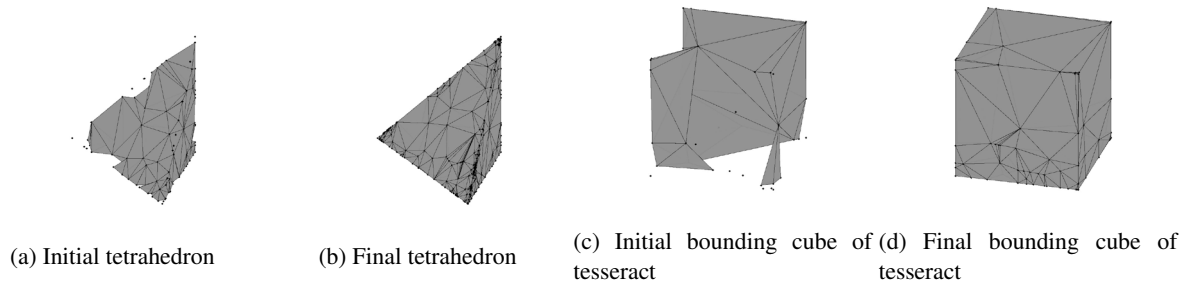 (a) Initial tetrahedron
(b) Final tetrahedron
(c) Initial bounding cube of
tesseract
(d) Final bounding cube of
tesseract